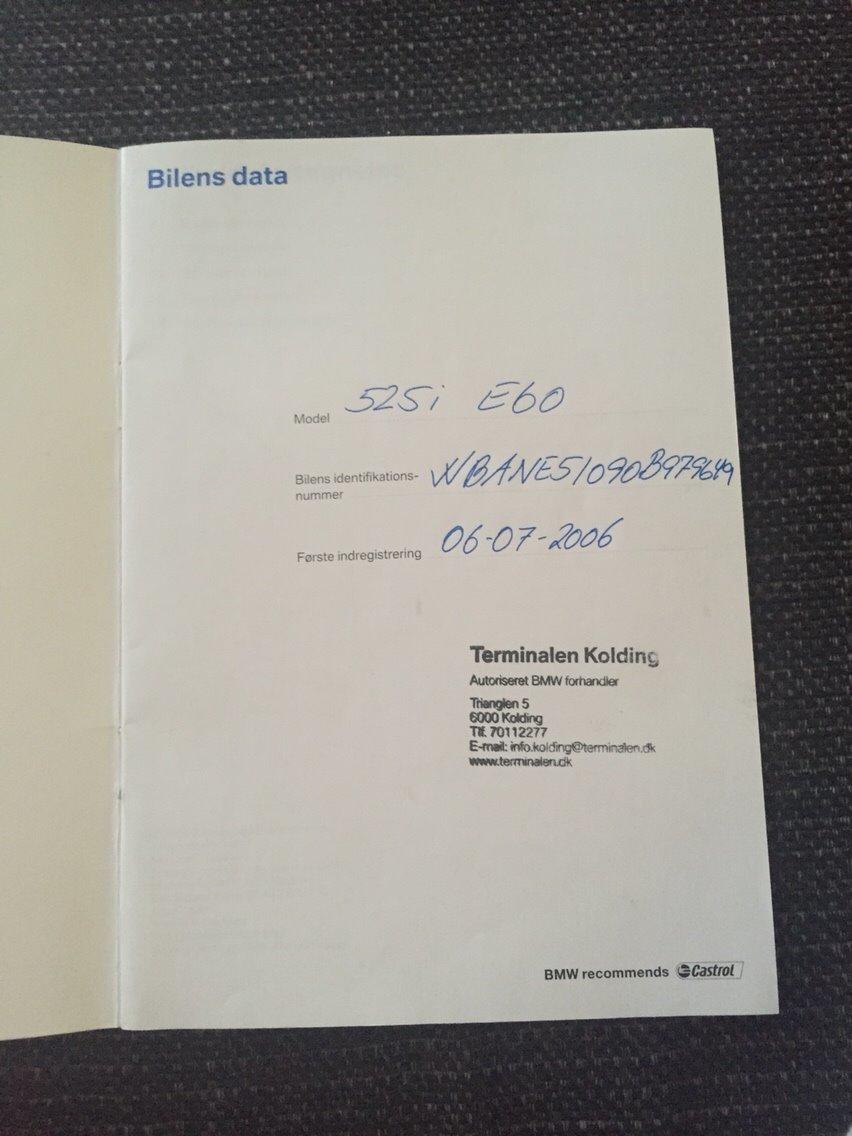 Bilens data
Model 525i E60
Bilens identifikations- WBANE51090B979649
nummer
Første indregistrering 06-07-2006
Terminalen Kolding
Autoriseret BMW forhandler
Trianglen 5
6000 Kolding
Tlf. 70112277
E-mail: info.kolding@terminalen.dk
www.terminalen.dk
BMW recommends Castrol